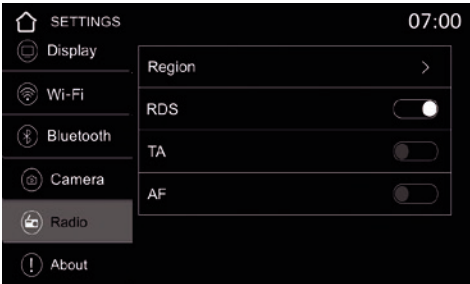 SETTINGS
07:00
Display
Wi-Fi
Bluetooth
Camera
Radio
About
Region
RDS
TA
AF